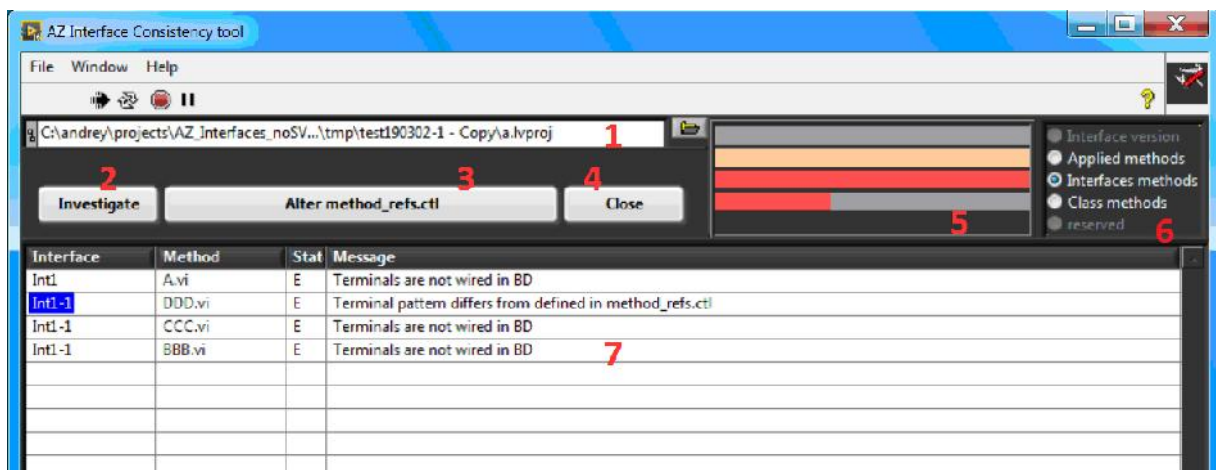 AZ Interface Consistency tool
File Window Help
C:\andrey\projects\AZ_Interfaces_noSV...\tmp\test190302-1 - Copy\a.lvproj 1
Interface version
Applied methods
Interfaces methods
Class methods
reserved
2 3 4 5 6
Investigate Alter method_refs.ctl Close
Interface Method Stat Message
Int1 A.vi E Terminals are not wired in BD
Int1-1 DDD.vi E Terminal pattern differs from defined in method_refs.ctl
Int1-1 CCC.vi E Terminals are not wired in BD
Int1-1 BBB.vi E Terminals are not wired in BD 7